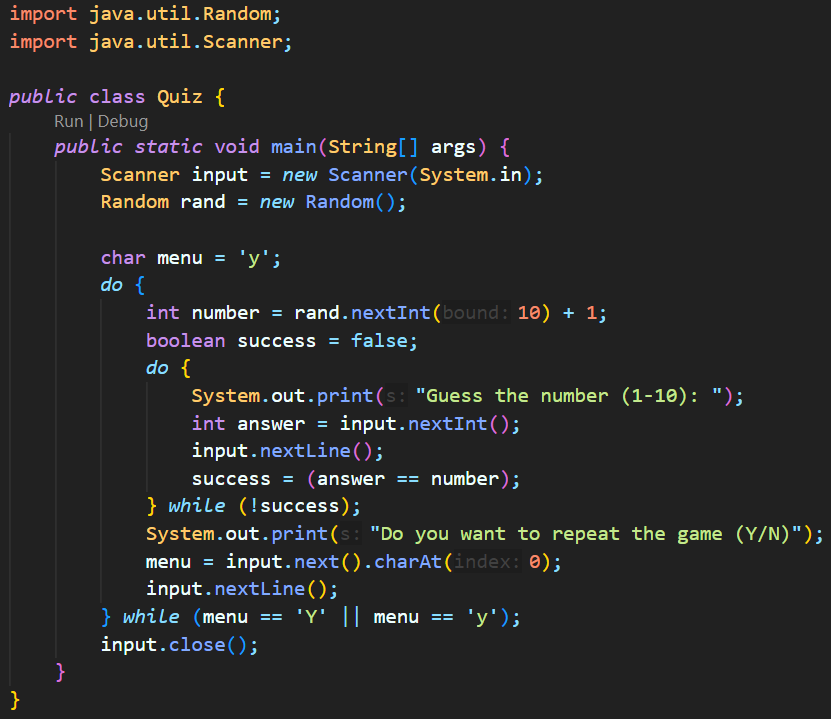 import java.util.Random;
import java.util.Scanner;

public class Quiz {
    Run | Debug
    public static void main(String[] args) {
        Scanner input = new Scanner(System.in);
        Random rand = new Random();

        char menu = 'y';
        do {
            int number = rand.nextInt(bound: 10) + 1;
            boolean success = false;
            do {
                System.out.print(s: "Guess the number (1-10): ");
                int answer = input.nextInt();
                input.nextLine();
                success = (answer == number);
            } while (!success);
            System.out.print(s: "Do you want to repeat the game (Y/N)");
            menu = input.next().charAt(index: 0);
            input.nextLine();
        } while (menu == 'Y' || menu == 'y');
        input.close();
    }
}